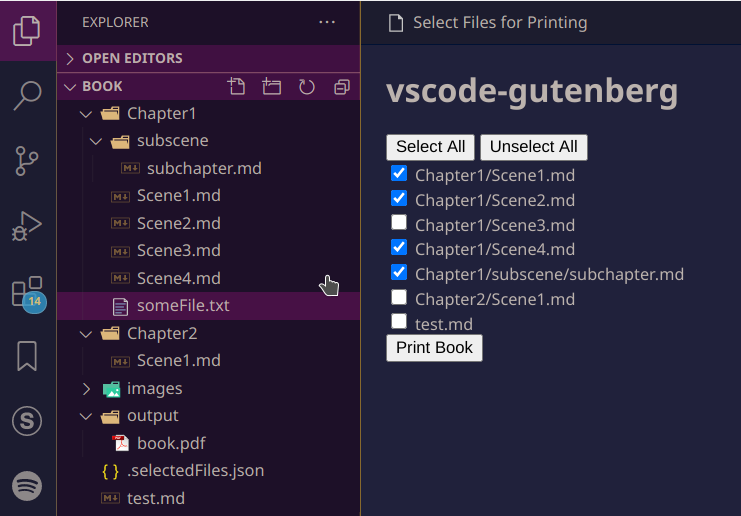 EXPLORER
OPEN EDITORS
BOOK
Chapter1
subscene
subchapter.md
Scene1.md
Scene2.md
Scene3.md
Scene4.md
someFile.txt
Chapter2
Scene1.md
images
output
book.pdf
.selectedFiles.json
test.md
14
Select Files for Printing
vscode-gutenberg
Select All Unselect All
Chapter1/Scene1.md
Chapter1/Scene2.md
Chapter1/Scene3.md
Chapter1/Scene4.md
Chapter1/subscene/subchapter.md
Chapter2/Scene1.md
test.md
Print Book